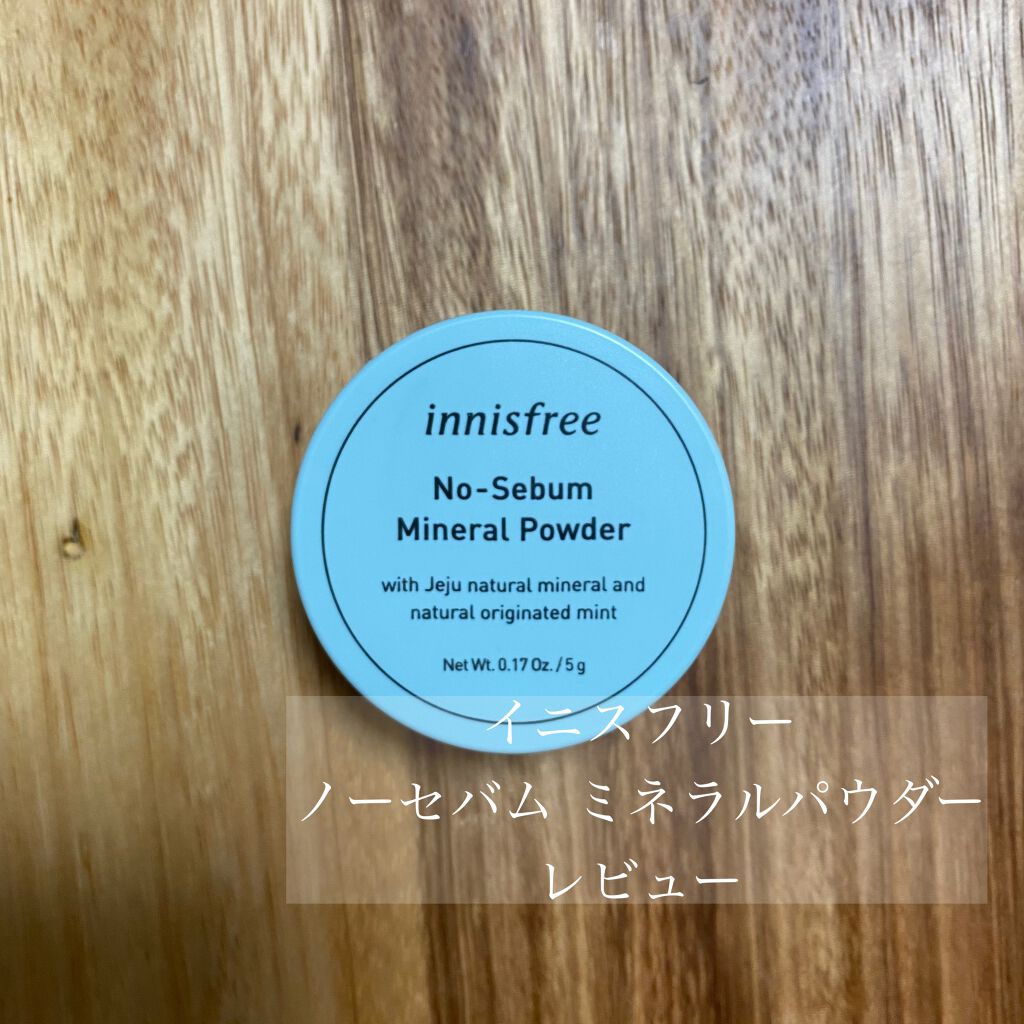 innisfree
No-Sebum
Mineral Powder
with Jeju natural mineral and
natural originated mint
Net Wt. 0.17 Oz. / 5 g
イニスフリー
ノーセバム ミネラルパウダー
レビュー